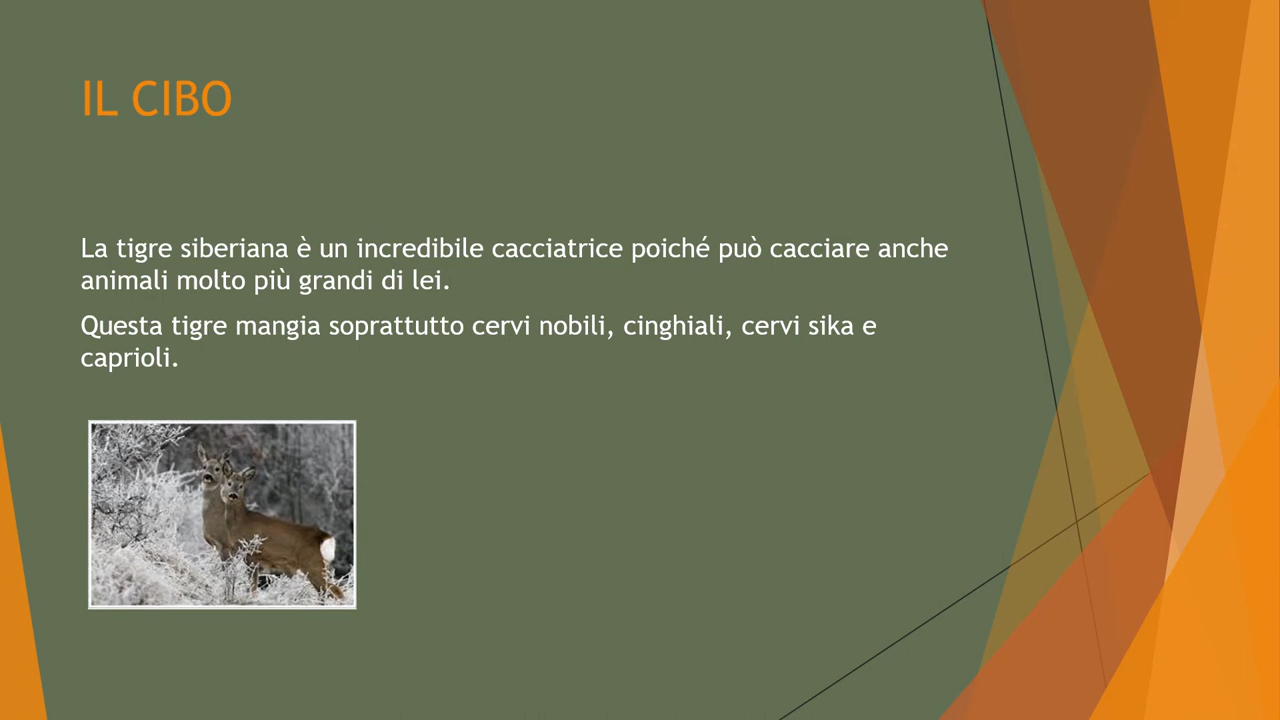 IL CIBO
La tigre siberiana è un incredibile cacciatrice poiché può cacciare anche
animali molto più grandi di lei.
Questa tigre mangia soprattutto cervi nobili, cinghiali, cervi sika e
caprioli.